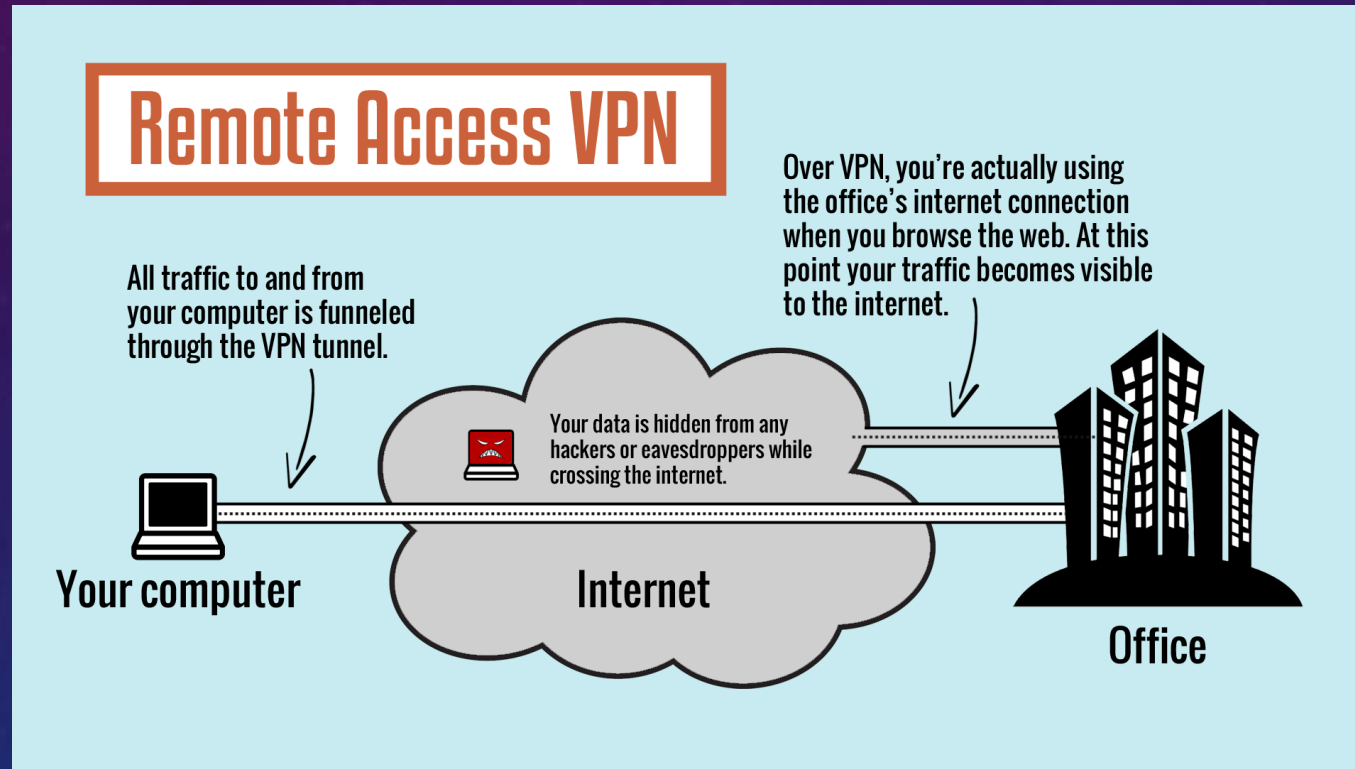 Remote Access VPN
Over VPN, you're actually using
the office's internet connection
when you browse the web. At this
point your traffic becomes visible
to the internet.
All traffic to and from
your computer is funneled
through the VPN tunnel.
Your data is hidden from any
hackers or eavesdroppers while
crossing the internet.
Your computer
Internet
Office